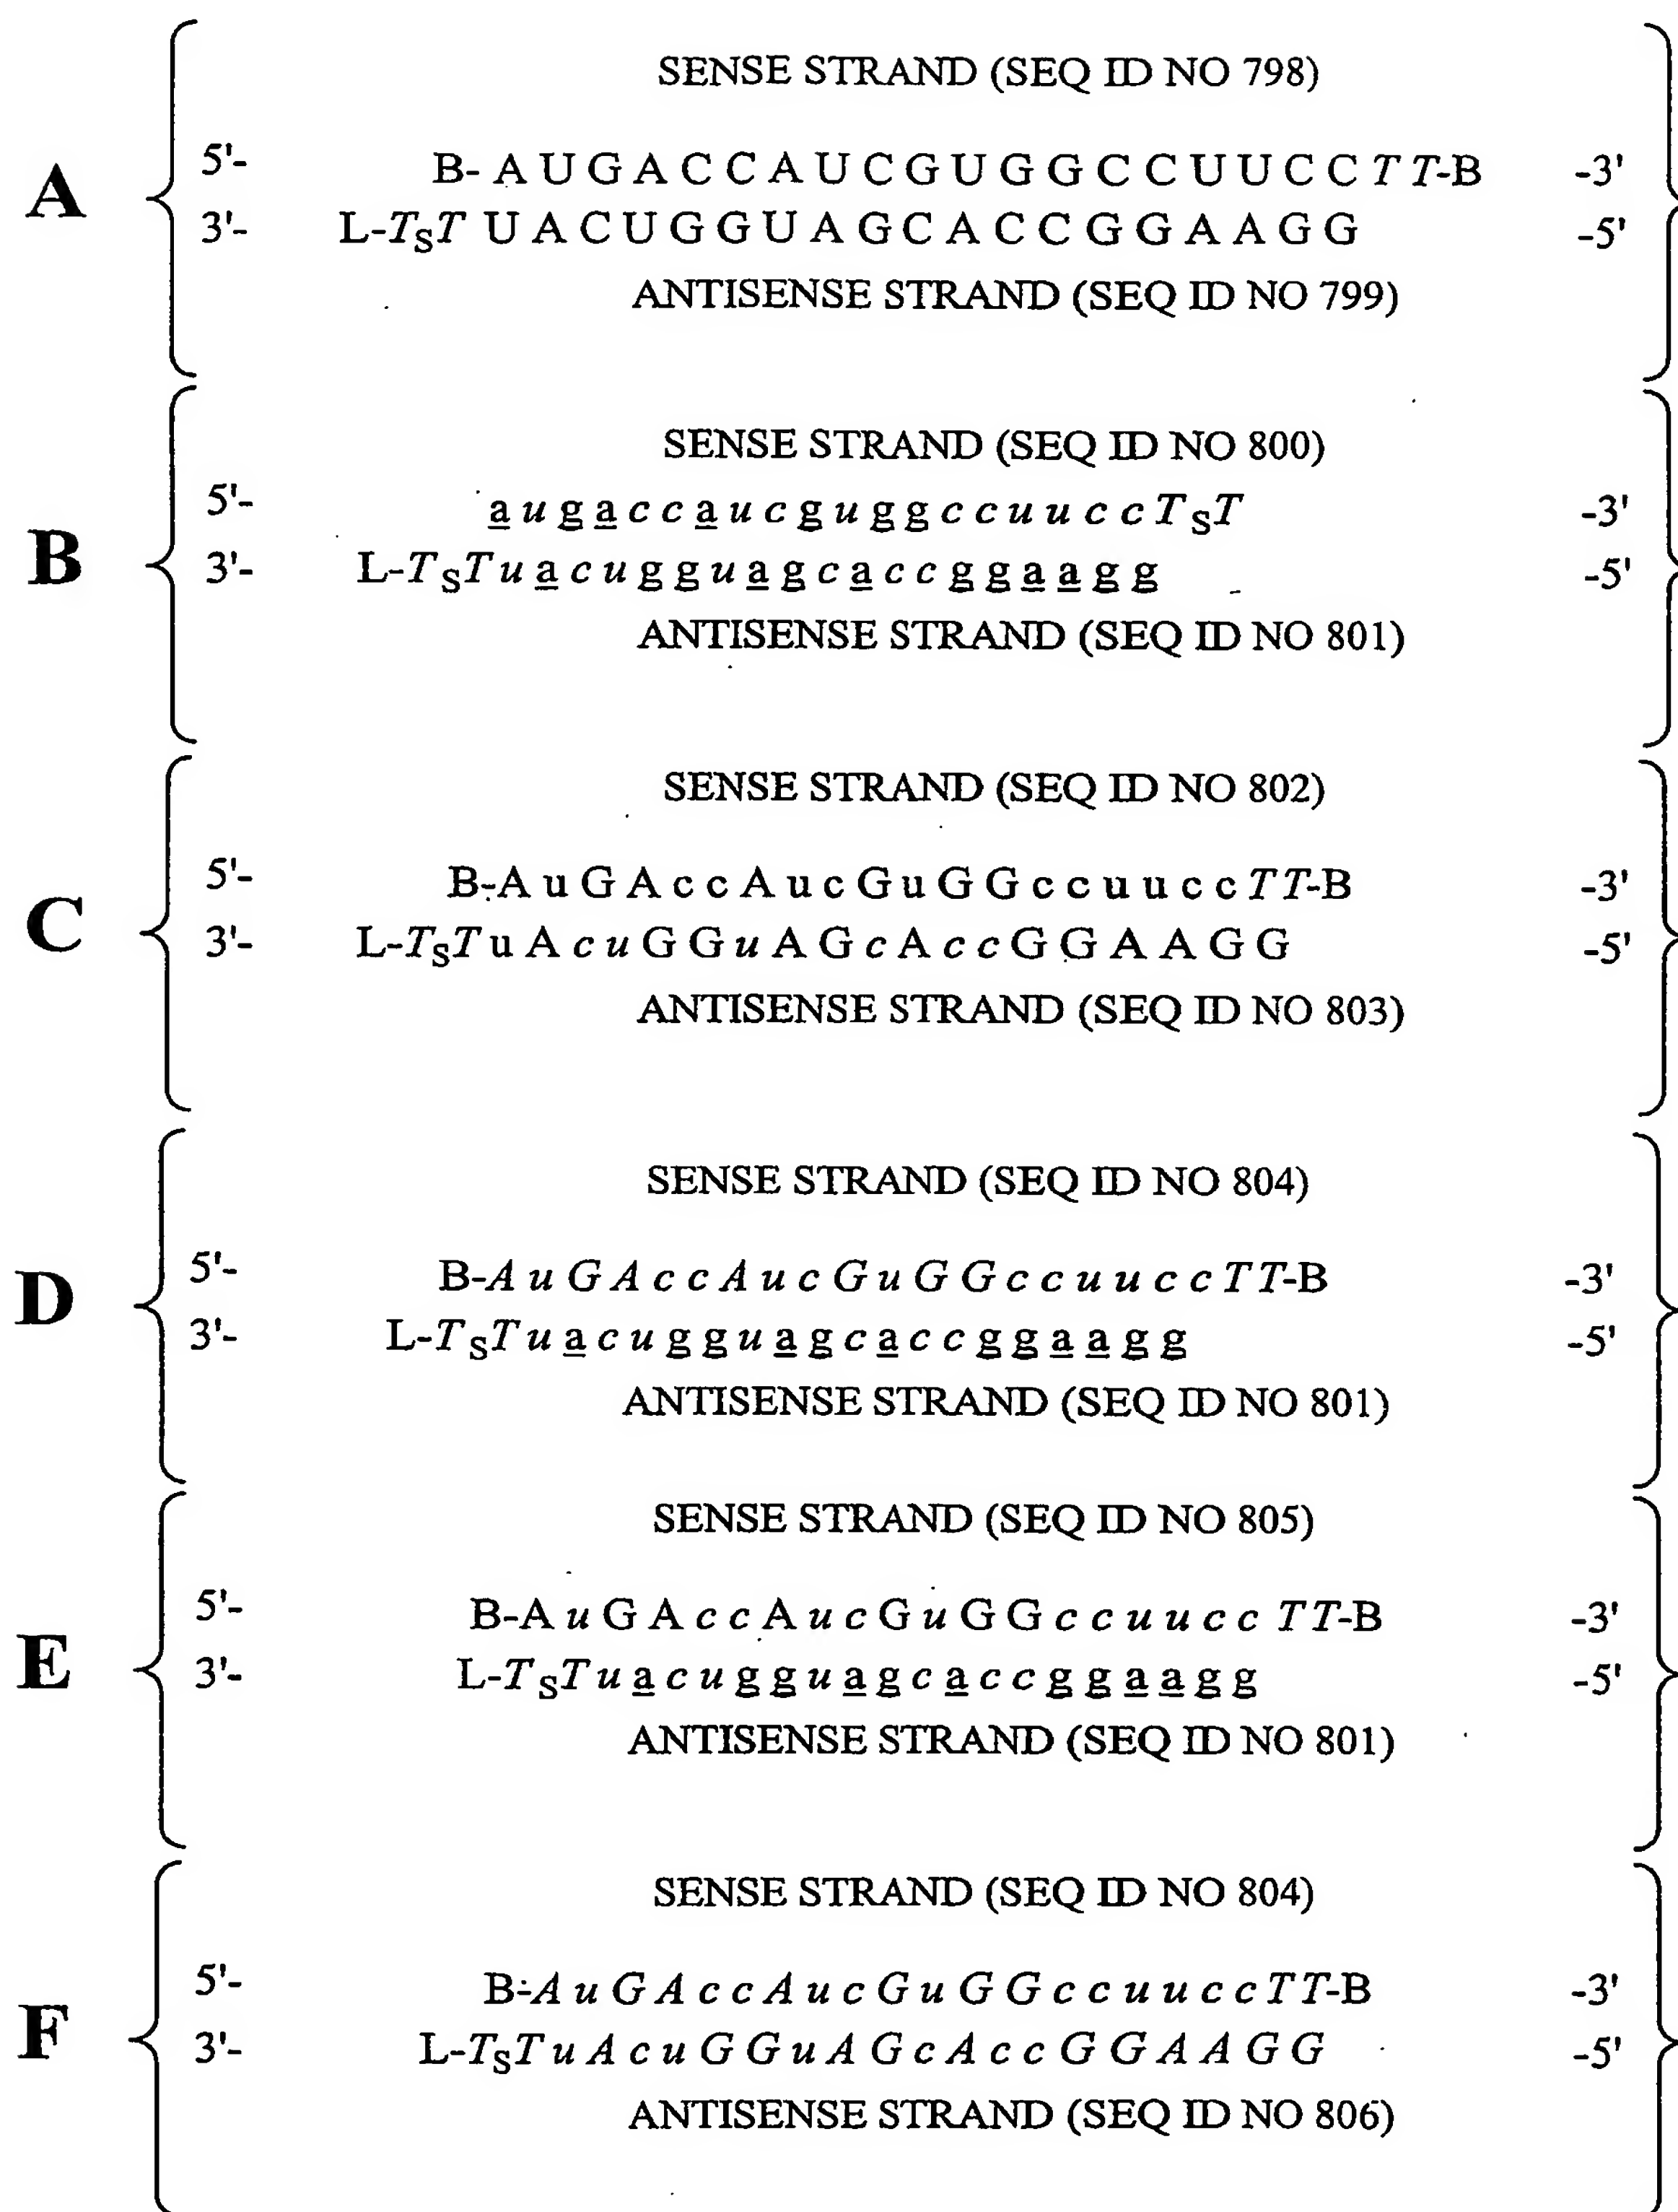 SENSE STRAND (SEQ ID NO 798)
A
5'- B- A U G A C C A U C G U G G C C U U C C T T-B -3'
3'- L-TST U A C U G G U A G C A C C G G A A G G -5'
ANTISENSE STRAND (SEQ ID NO 799)
SENSE STRAND (SEQ ID NO 800)
B
5'- a u g a c c a u c g u g g c c u u c c TST -3'
3'- L-TST u a c u g g u a g c a c c g g a a g g -5'
ANTISENSE STRAND (SEQ ID NO 801)
SENSE STRAND (SEQ ID NO 802)
C
5'- B-A u G A c c A u c G u G G c c u u c c TT-B -3'
3'- L-TST u A c u G G u A G c A c c G G A A G G -5'
ANTISENSE STRAND (SEQ ID NO 803)
SENSE STRAND (SEQ ID NO 804)
D
5'- B-A u G A c c A u c G u G G c c u u c c TT-B -3'
3'- L-TST u a c u g g u a g c a c c g g a a g g -5'
ANTISENSE STRAND (SEQ ID NO 801)
SENSE STRAND (SEQ ID NO 805)
E
5'- B-A u G A c c A u c G u G G c c u u c c TT-B -3'
3'- L-TST u a c u g g u a g c a c c g g a a g g -5'
ANTISENSE STRAND (SEQ ID NO 801)
SENSE STRAND (SEQ ID NO 804)
F
5'- B-A u G A c c A u c G u G G c c u u c c TT-B -3'
3'- L-TST u A c u G G u A G c A c c G G A A G G -5'
ANTISENSE STRAND (SEQ ID NO 806)